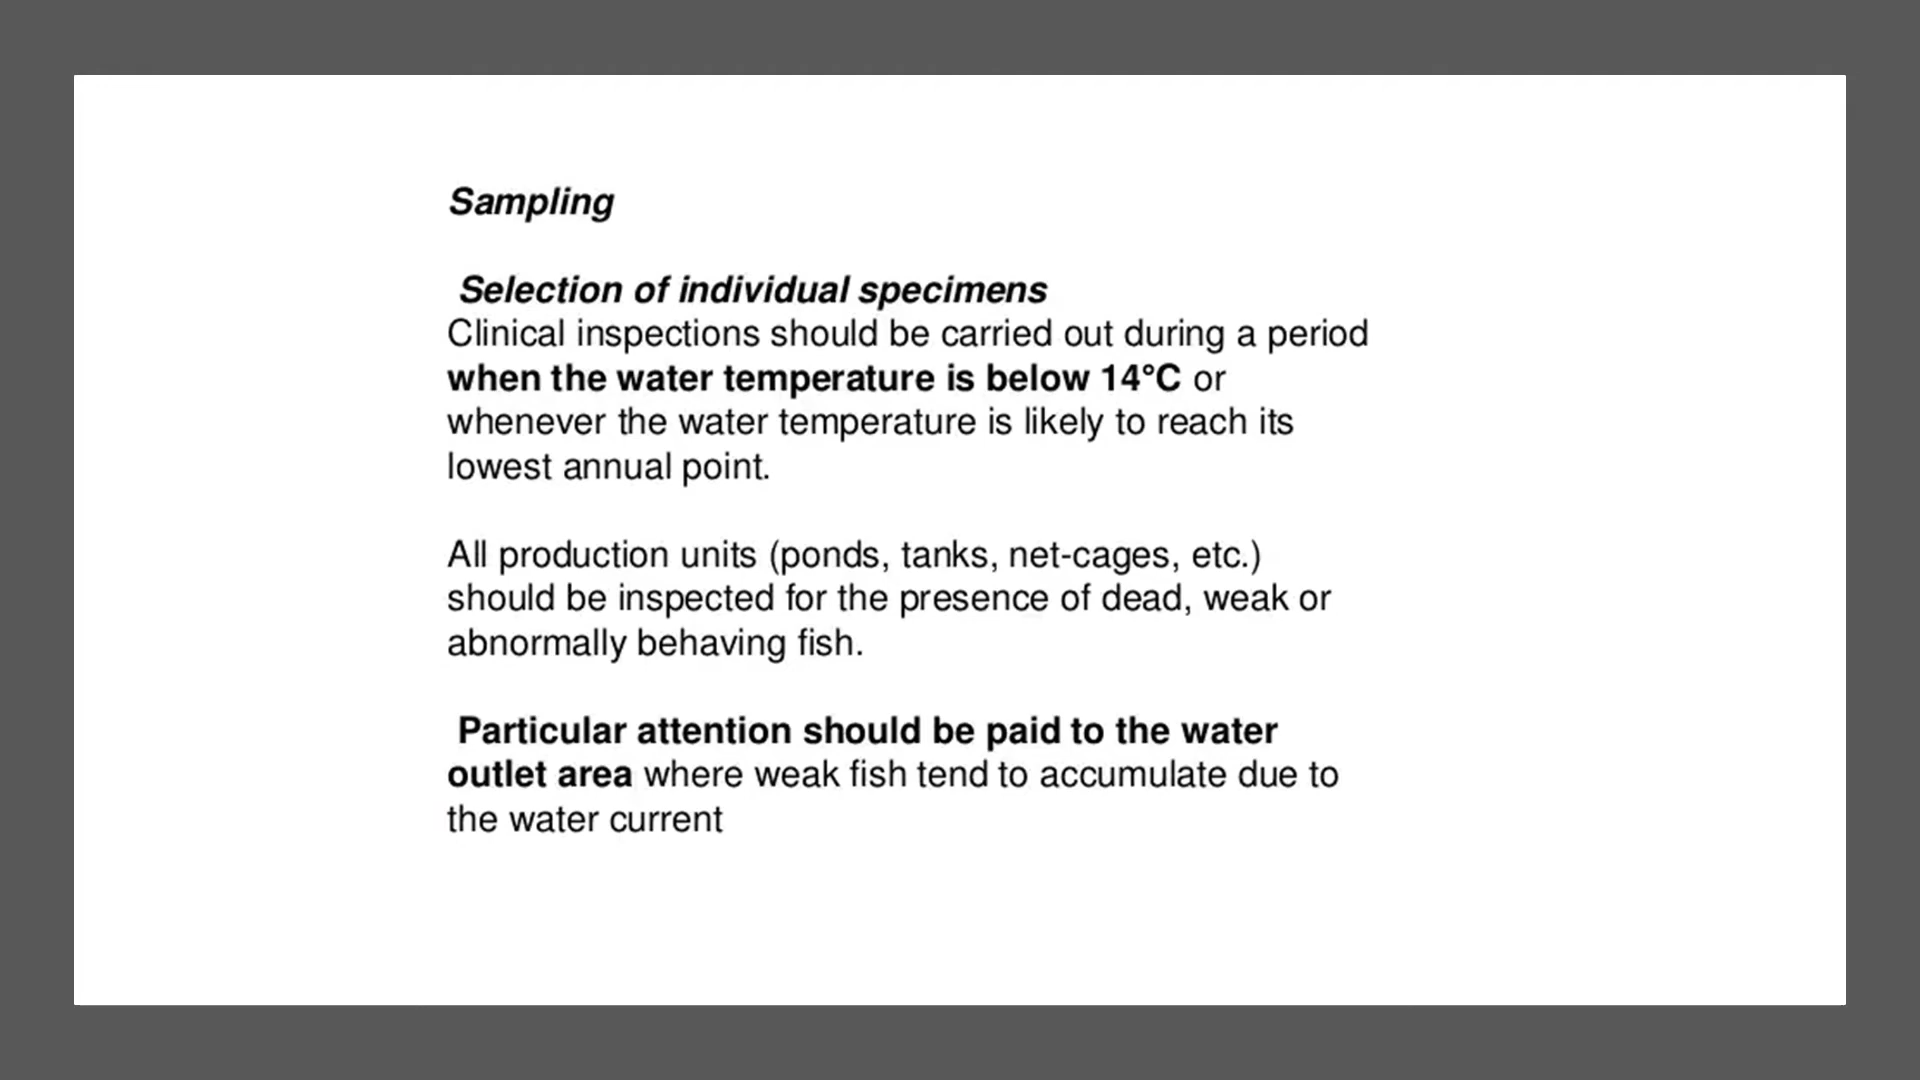 Sampling
Selection of individual specimens
Clinical inspections should be carried out during a period
when the water temperature is below 14°C or
whenever the water temperature is likely to reach its
lowest annual point.
All production units (ponds, tanks, net-cages, etc.)
should be inspected for the presence of dead, weak or
abnormally behaving fish.
Particular attention should be paid to the water
outlet area where weak fish tend to accumulate due to
the water current